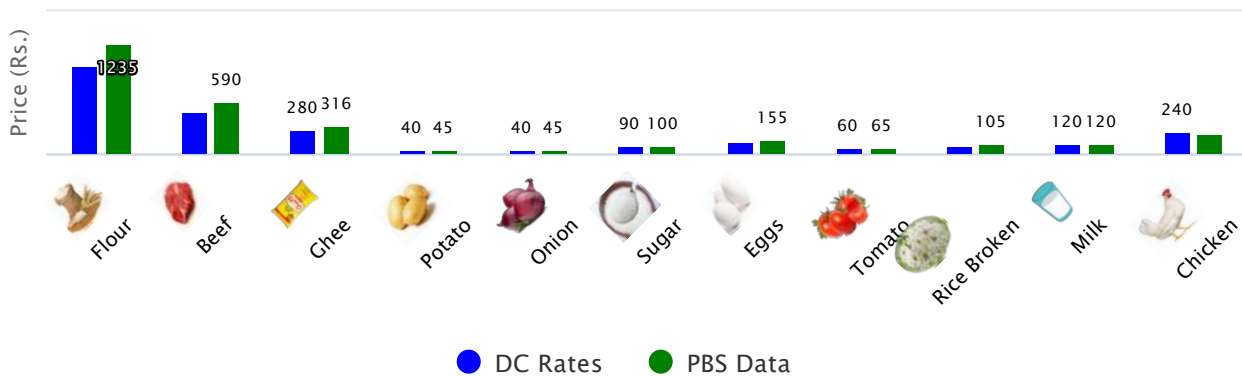 Price (Rs.)
1235
590
280 316
40 45
40 45
90 100
155
60 65
105
120 120
240
Flour
Beef
Ghee
Potato
Onion
Sugar
Eggs
Tomato
Rice Broken
Milk
Chicken
DC Rates
PBS Data